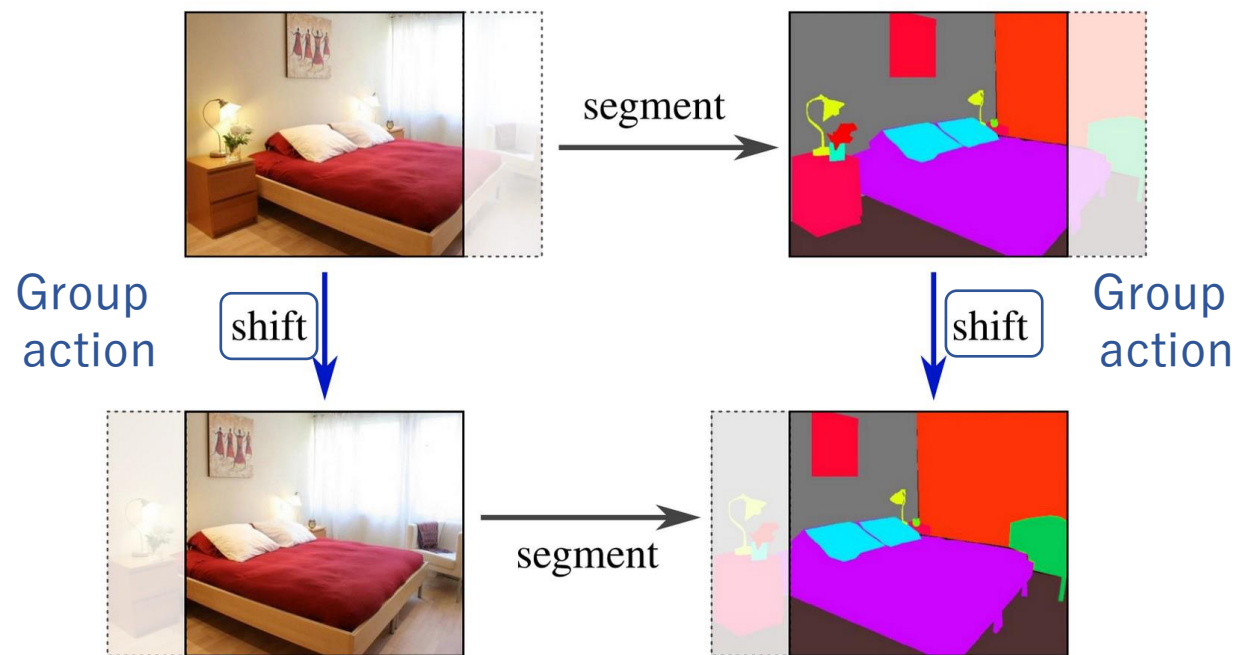 segment
Group
action
shift
shift
Group
action
segment